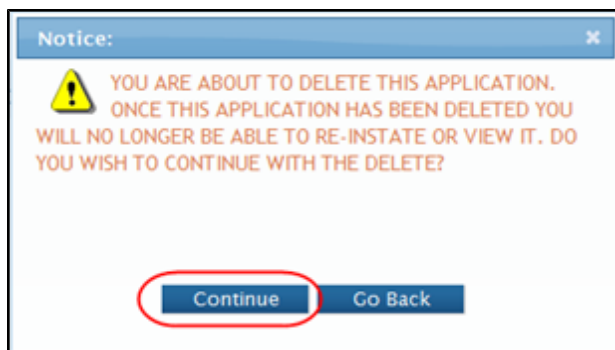 Notice:
YOU ARE ABOUT TO DELETE THIS APPLICATION.
ONCE THIS APPLICATION HAS BEEN DELETED YOU
WILL NO LONGER BE ABLE TO RE-INSTATE OR VIEW IT. DO
YOU WISH TO CONTINUE WITH THE DELETE?
Continue Go Back